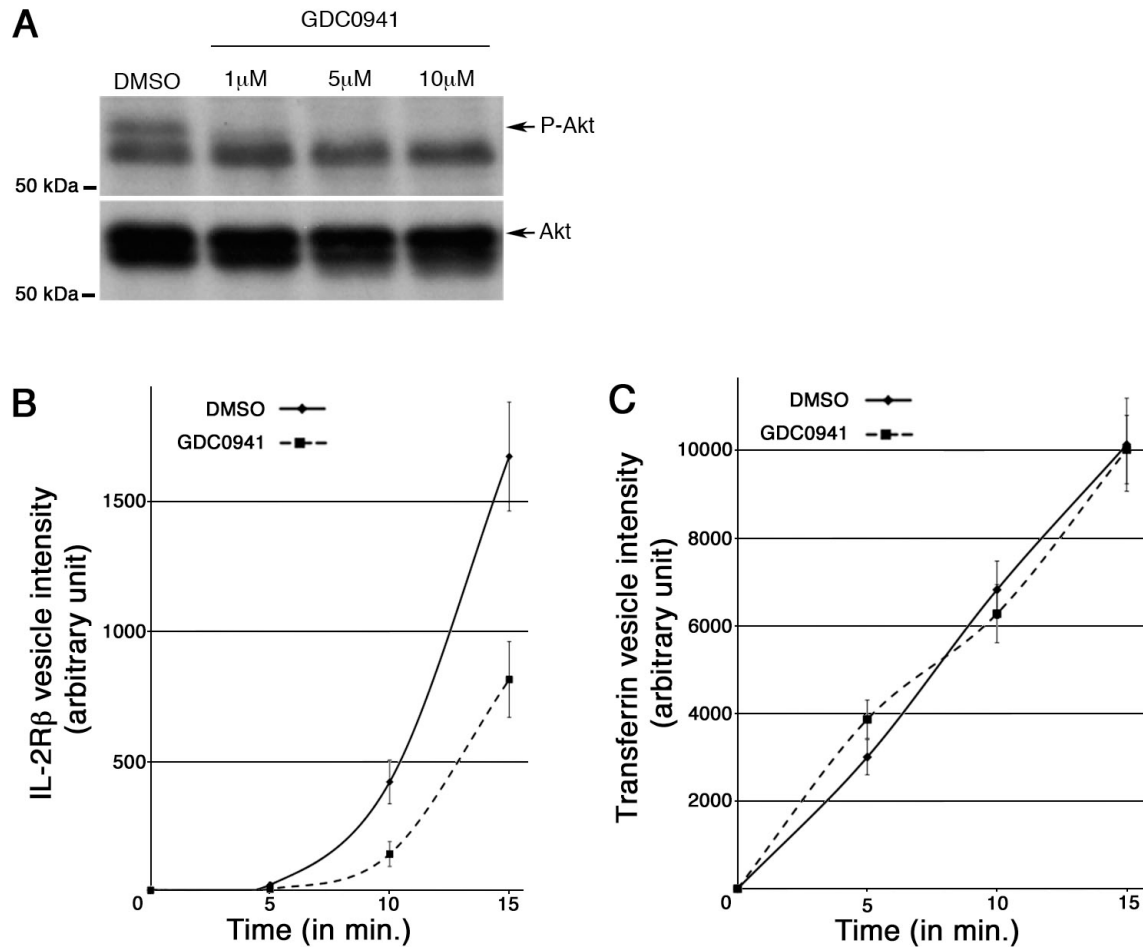 A
GDC0941
DMSO
1µM
5µM
10µM
P-Akt
50 kDa
Akt
50 kDa
B
DMSO
GDC0941
IL-2Rβ vesicle intensity
(arbitrary unit)
1500
1000
500
0
5
10
15
Time (in min.)
C
DMSO
GDC0941
Transferrin vesicle intensity
(arbitrary unit)
10000
8000
6000
4000
2000
0
5
10
15
Time (in min.)